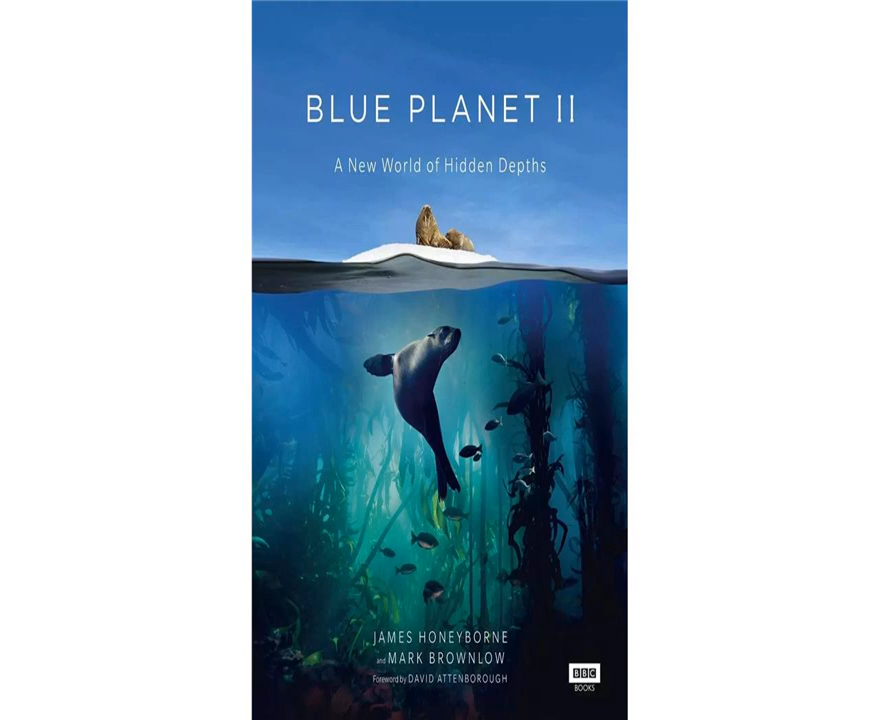 BLUE PLANET II
A New World of Hidden Depths
JAMES HONEYBORNE
and MARK BROWNLOW
Foreword by DAVID ATTENBOROUGH
BBC
BOOKS